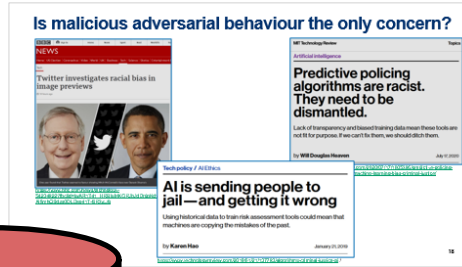 Is malicious adversarial behaviour the only concern?
BBC
NEWS
Twitter investigates racial bias in
image previews
MIT Technology Review
Topics
Artificial intelligence
Predictive policing
algorithms are racist.
They need to be
dismantled.
Lack of transparency and biased training data mean these tools are
not fit for purpose. If we can't fix them, we should ditch them.
by Will Douglas Heaven
July 17, 2020
Tech policy / AI Ethics
AI is sending people to
jail—and getting it wrong
Using historical data to train risk assessment tools could mean that
machines are copying the mistakes of the past.
by Karen Hao
January 21, 2019
18